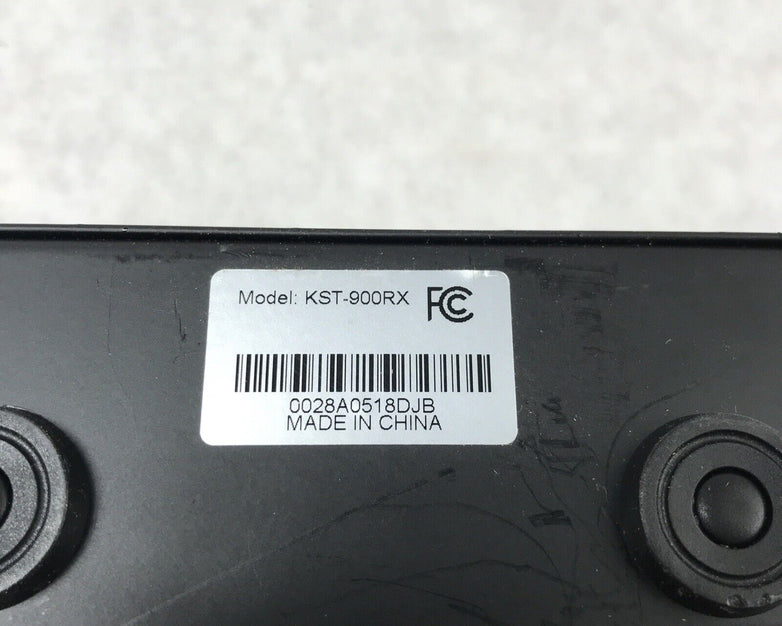 Model: KST-900RX FC
0028A0518DJB
MADE IN CHINA